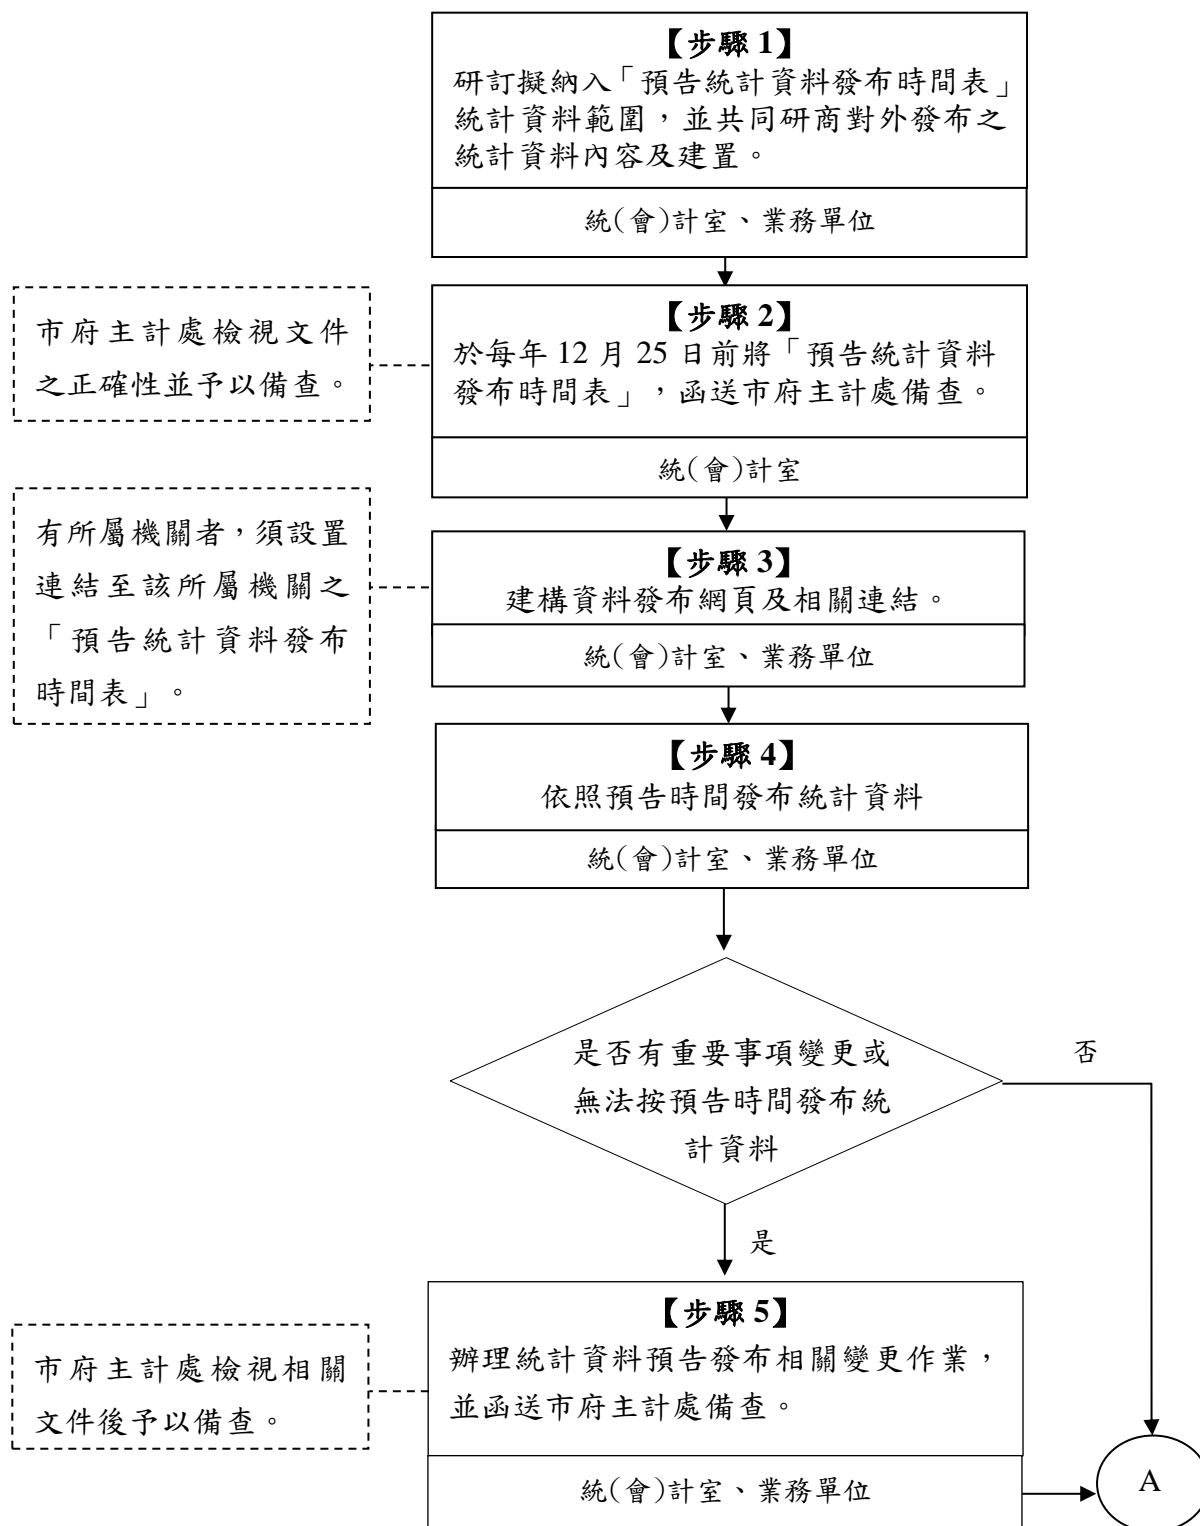 【步驟 1】
研訂擬納入「預告統計資料發布時間表」
統計資料範圍，並共同研商對外發布之
統計資料內容及建置。
統(會)計室、業務單位
【步驟 2】
於每年 12 月 25 日前將「預告統計資料
發布時間表」，函送市府主計處備查。
統(會)計室
市府主計處檢視文件
之正確性並予以備查。
【步驟 3】
建構資料發布網頁及相關連結。
統(會)計室、業務單位
有所屬機關者，須設置
連結至該所屬機關之
「預告統計資料發布
時間表」。
【步驟 4】
依照預告時間發布統計資料
統(會)計室、業務單位
是否有重要事項變更或
無法按預告時間發布統
計資料
否
是
【步驟 5】
辦理統計資料預告發布相關變更作業，
並函送市府主計處備查。
統(會)計室、業務單位
市府主計處檢視相關
文件後予以備查。
A